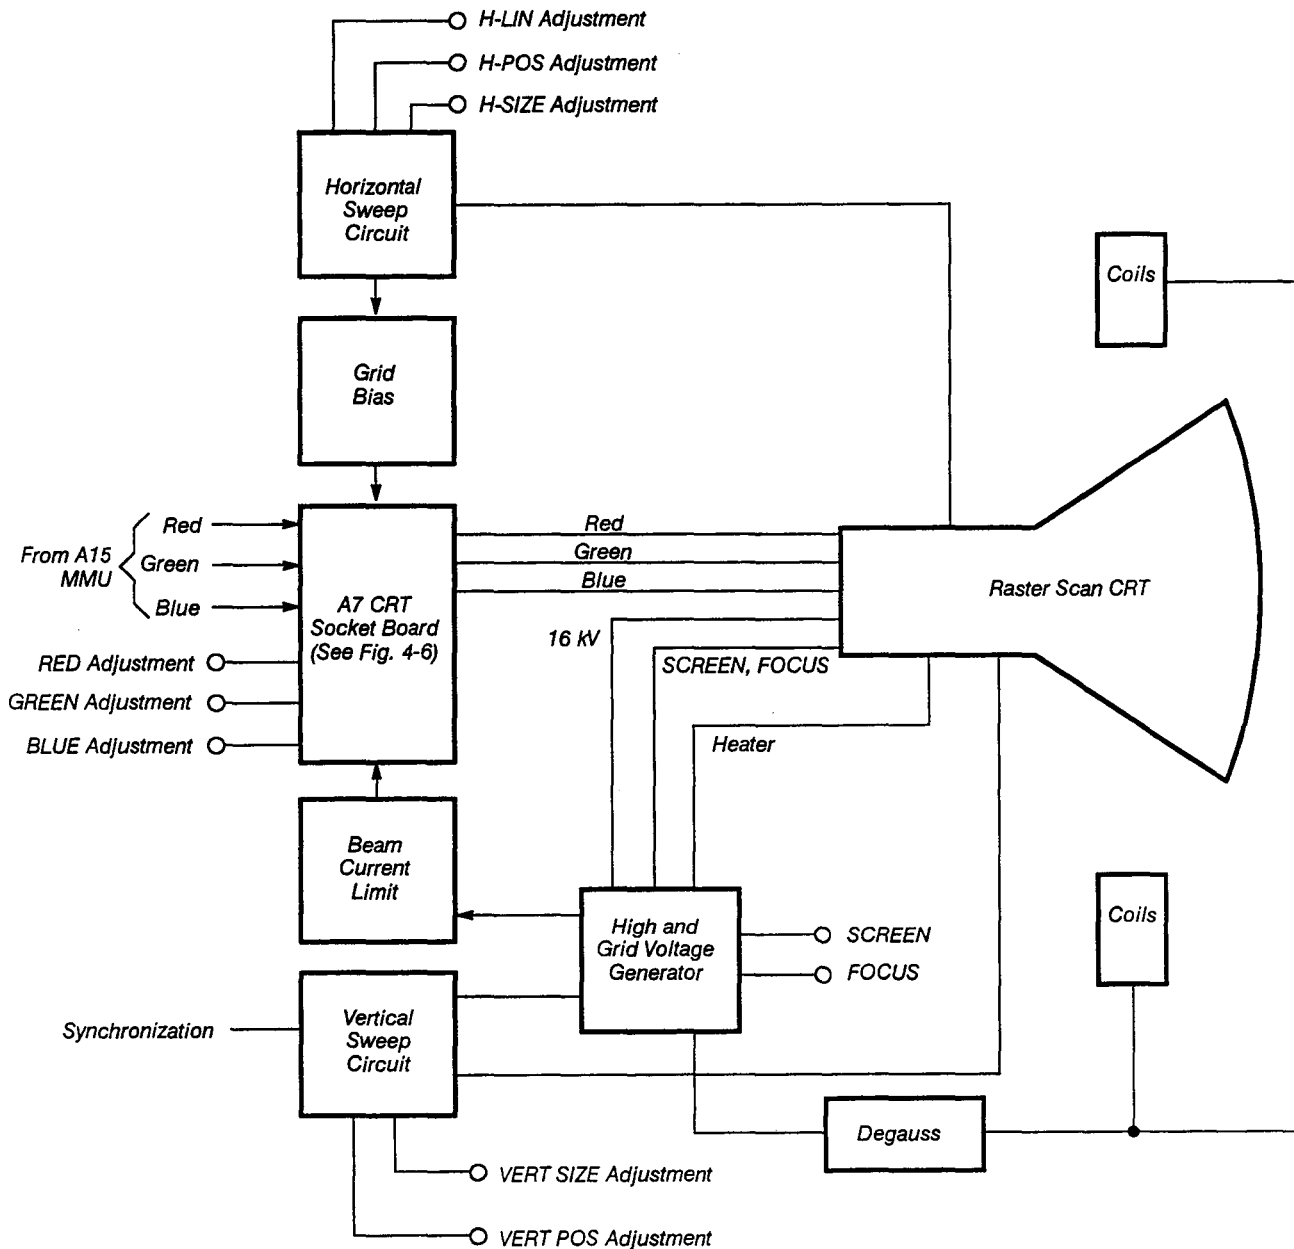 H-LIN Adjustment
H-POS Adjustment
H-SIZE Adjustment
Horizontal
Sweep
Circuit
Coils
Grid
Bias
From A15
MMU
Red
Green
Blue
A7 CRT
Socket Board
(See Fig. 4-6)
RED Adjustment
GREEN Adjustment
BLUE Adjustment
Red
Green
Blue
16 kV
SCREEN, FOCUS
Heater
Raster Scan CRT
Beam
Current
Limit
High and
Grid Voltage
Generator
SCREEN
FOCUS
Coils
Synchronization
Vertical
Sweep
Circuit
Degauss
VERT SIZE Adjustment
VERT POS Adjustment